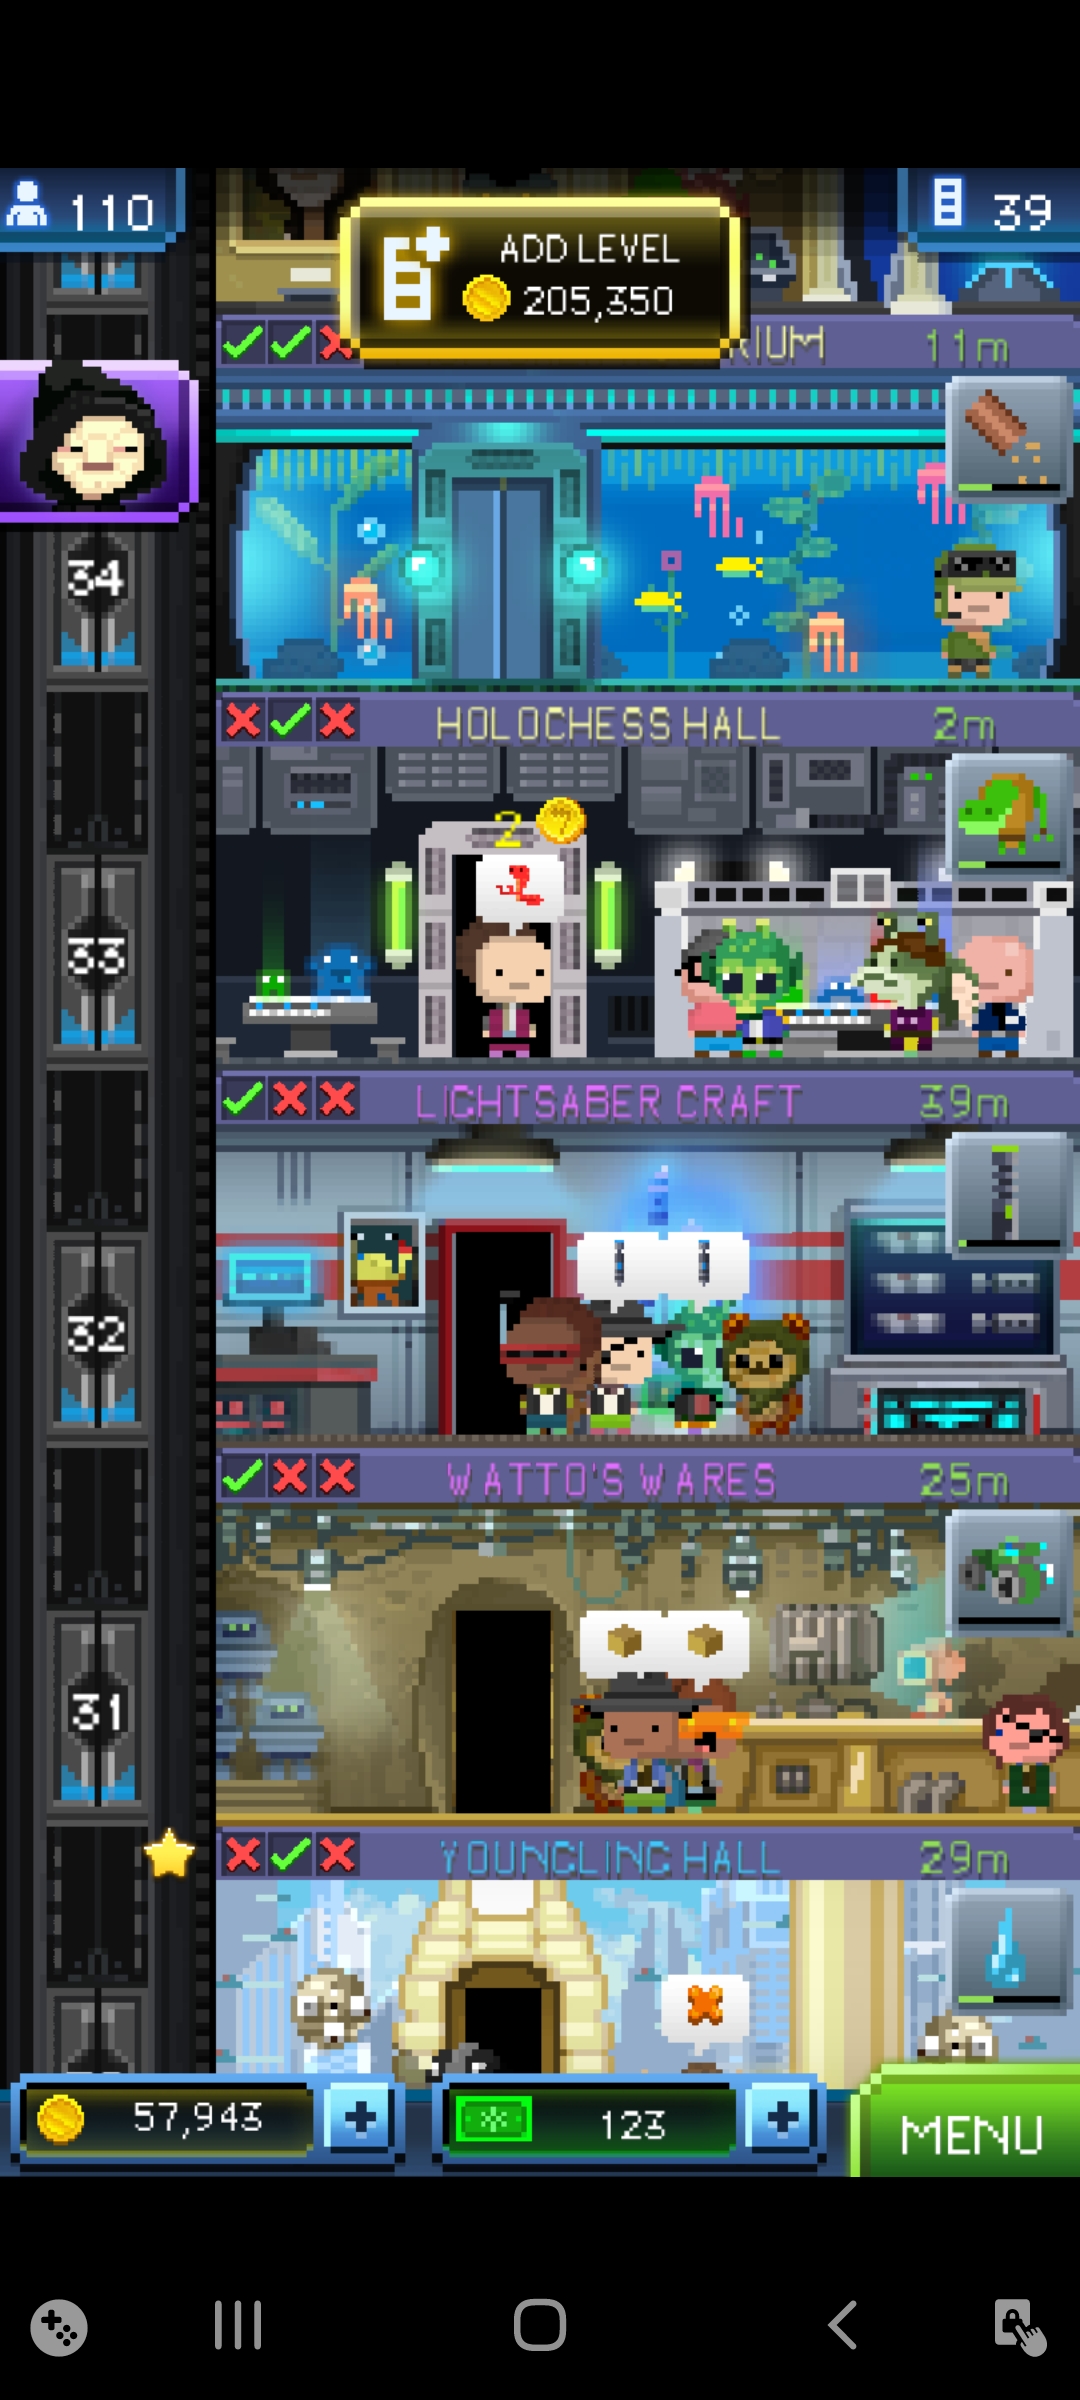 110
ADD LEVEL
205,350
39
RIUM 11m
34
HOLOCHESS HALL 2m
2
33
LIGHTSABER CRAFT 39m
32
WATTO'S WARES 25m
31
YOUNGLING HALL 29m
57,943
123
MENU